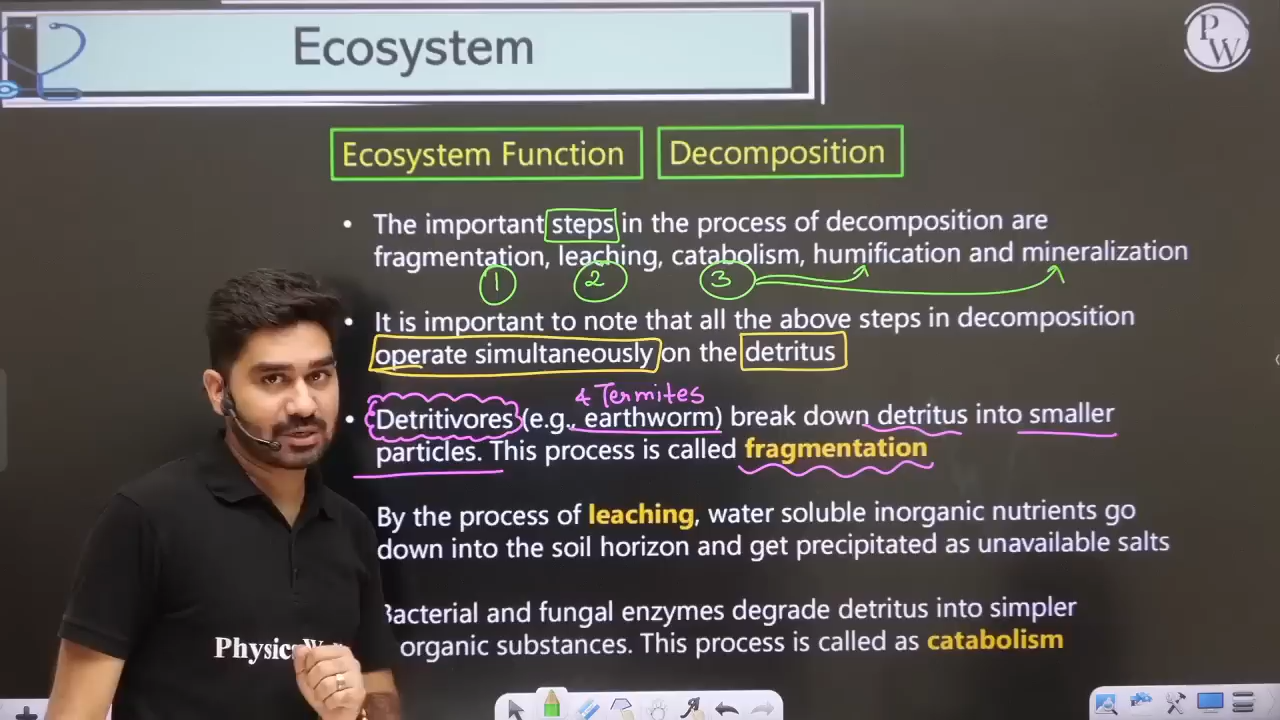 Ecosystem
PW
Ecosystem Function
Decomposition
• The important steps in the process of decomposition are
fragmentation, leaching, catabolism, humification and mineralization
1 2 3
• It is important to note that all the above steps in decomposition
operate simultaneously on the detritus
& Termites
• Detritivores (e.g., earthworm) break down detritus into smaller
particles. This process is called fragmentation
By the process of leaching, water soluble inorganic nutrients go
down into the soil horizon and get precipitated as unavailable salts
Bacterial and fungal enzymes degrade detritus into simpler
organic substances. This process is called as catabolism